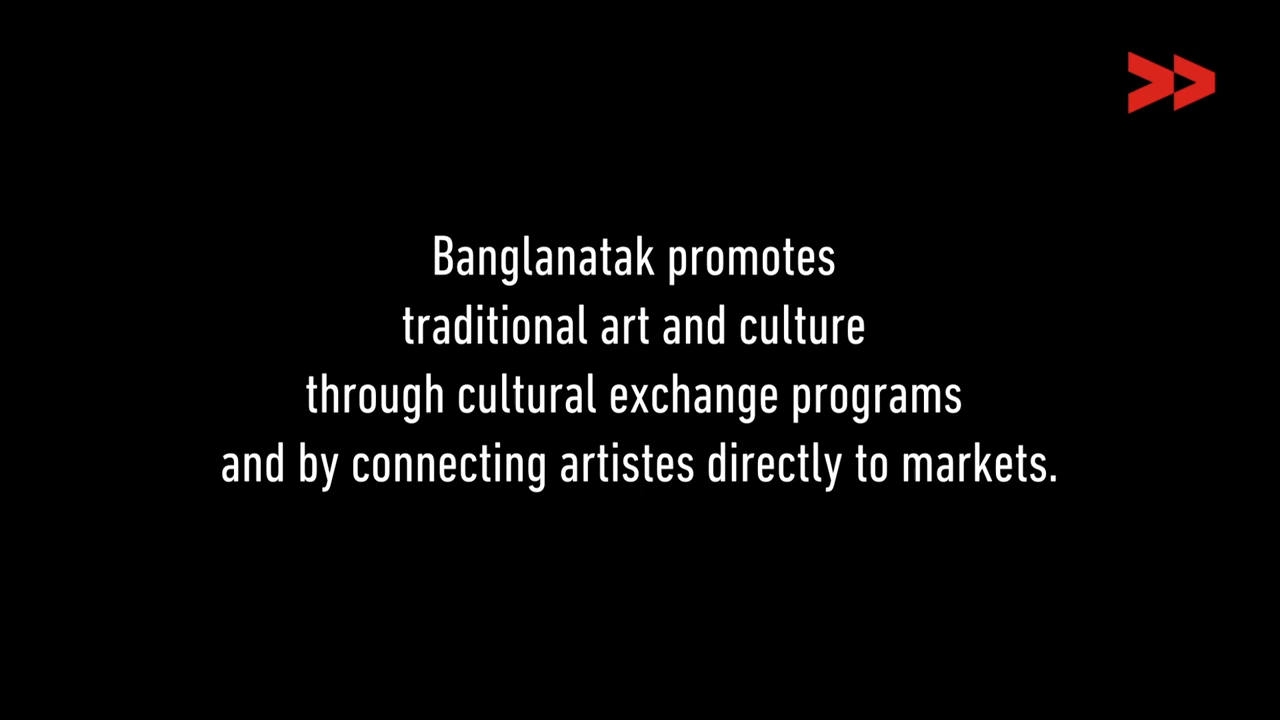 Banglanatak promotes
traditional art and culture
through cultural exchange programs
and by connecting artistes directly to markets.